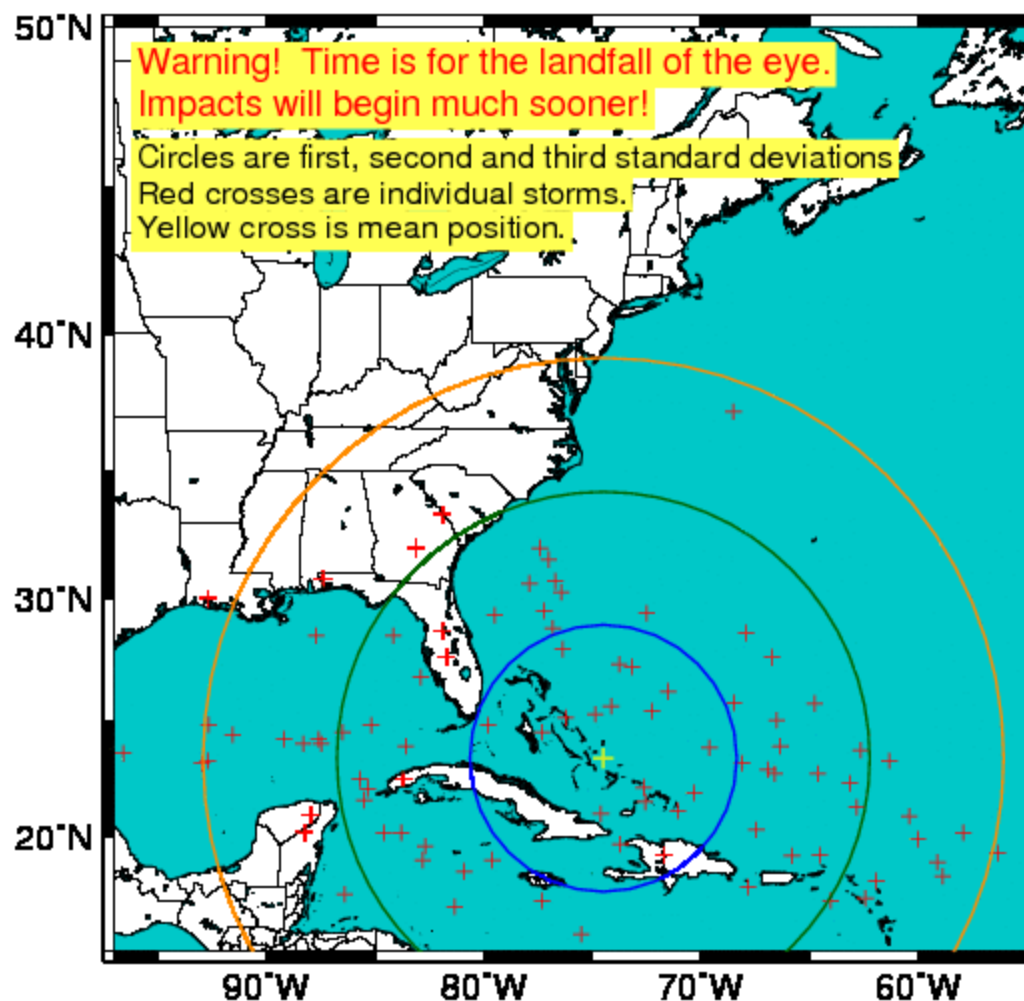 50°N
Warning! Time is for the landfall of the eye.
Impacts will begin much sooner!
Circles are first, second and third standard deviations
Red crosses are individual storms.
Yellow cross is mean position.
40°N
30°N
20°N
90°W 80°W 70°W 60°W